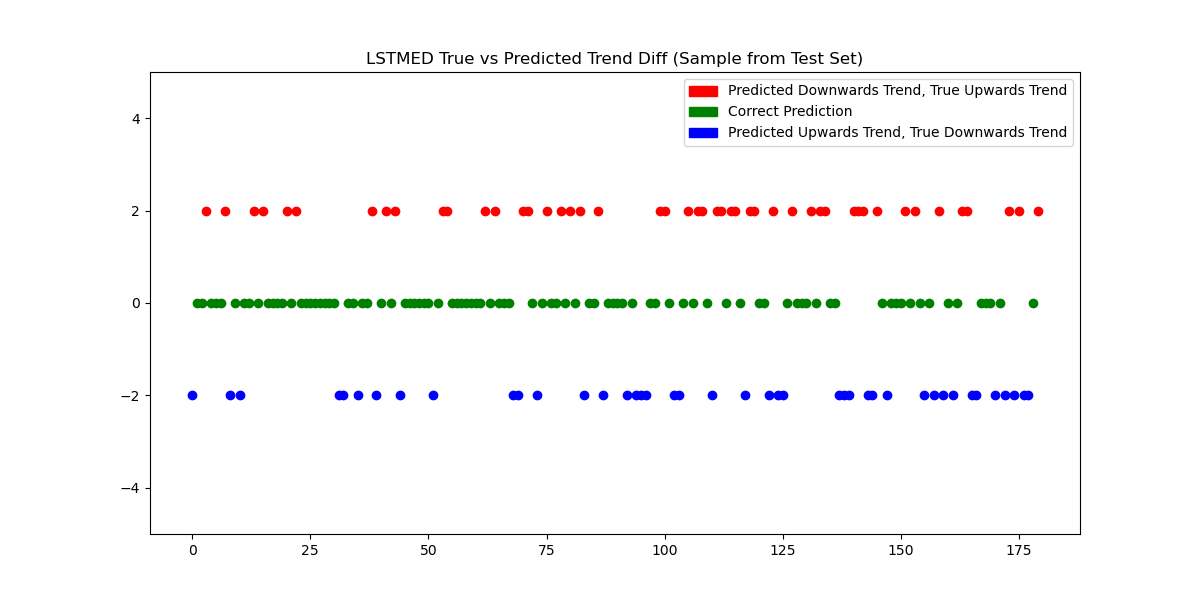 LSTMED True vs Predicted Trend Diff (Sample from Test Set)
Predicted Downwards Trend, True Upwards Trend
Correct Prediction
Predicted Upwards Trend, True Downwards Trend
4
2
0
−2
−4
0 25 50 75 100 125 150 175